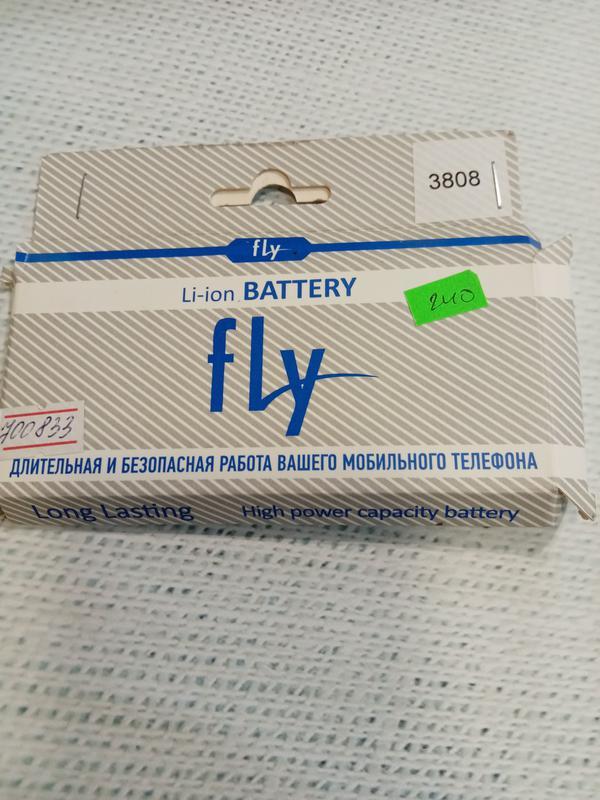 3808
fly
Li-ion BATTERY
240
fly
700833
ДЛИТЕЛЬНАЯ И БЕЗОПАСНАЯ РАБОТА ВАШЕГО МОБИЛЬНОГО ТЕЛЕФОНА
Long Lasting High power capacity battery